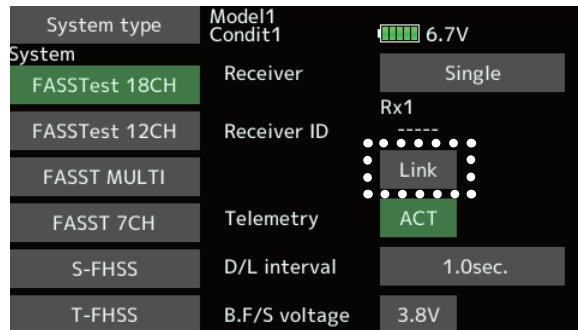 System type
Model1
Condit1
6.7V
System
FASSTest 18CH
Receiver
Single
Rx1
FASSTest 12CH
Receiver ID
-----
FASST MULTI
Link
FASST 7CH
Telemetry
ACT
S-FHSS
D/L interval
1.0sec.
T-FHSS
B.F/S voltage
3.8V